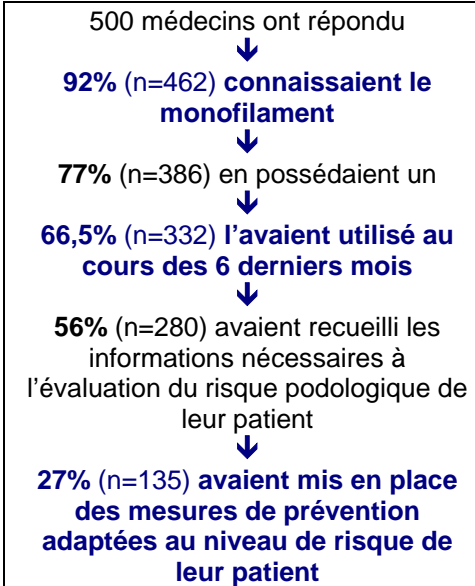 500 médecins ont répondu
92% (n=462) connaissaient le
monofilament
77% (n=386) en possédaient un
66,5% (n=332) l’avaient utilisé au
cours des 6 derniers mois
56% (n=280) avaient recueilli les
informations nécessaires à
l’évaluation du risque podologique de
leur patient
27% (n=135) avaient mis en place
des mesures de prévention
adaptées au niveau de risque de
leur patient